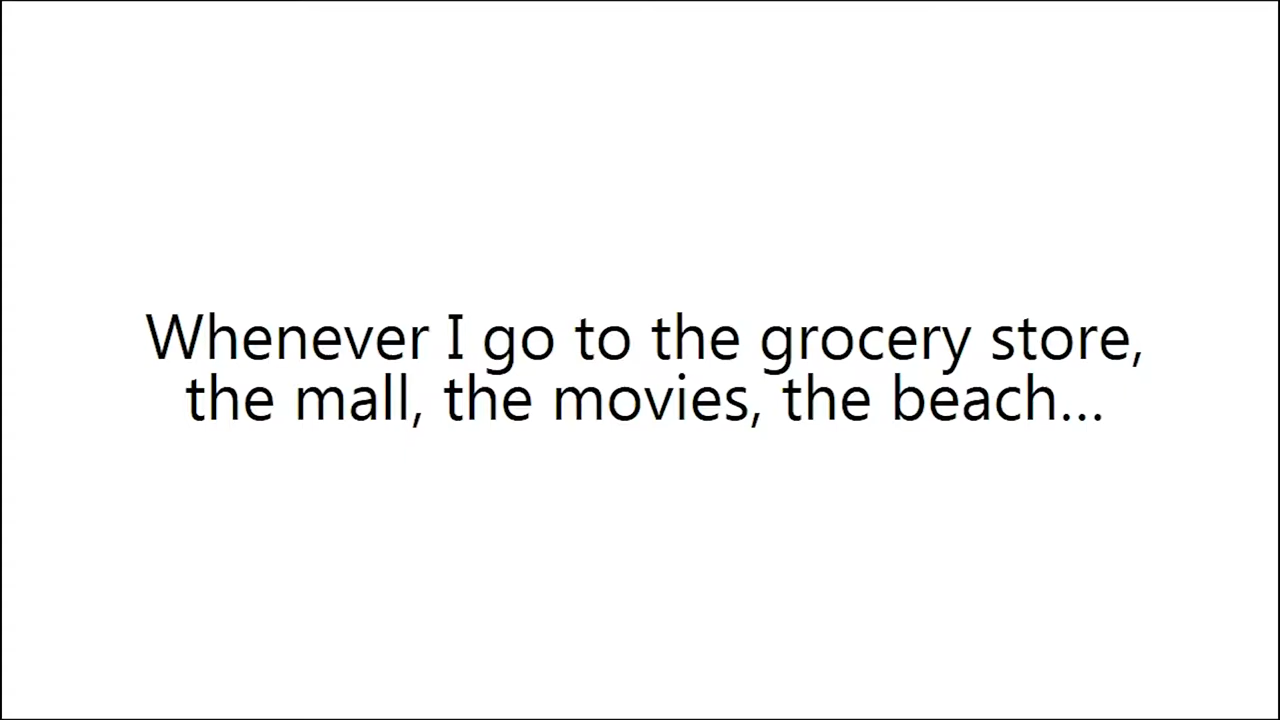 Whenever I go to the grocery store,
the mall, the movies, the beach...